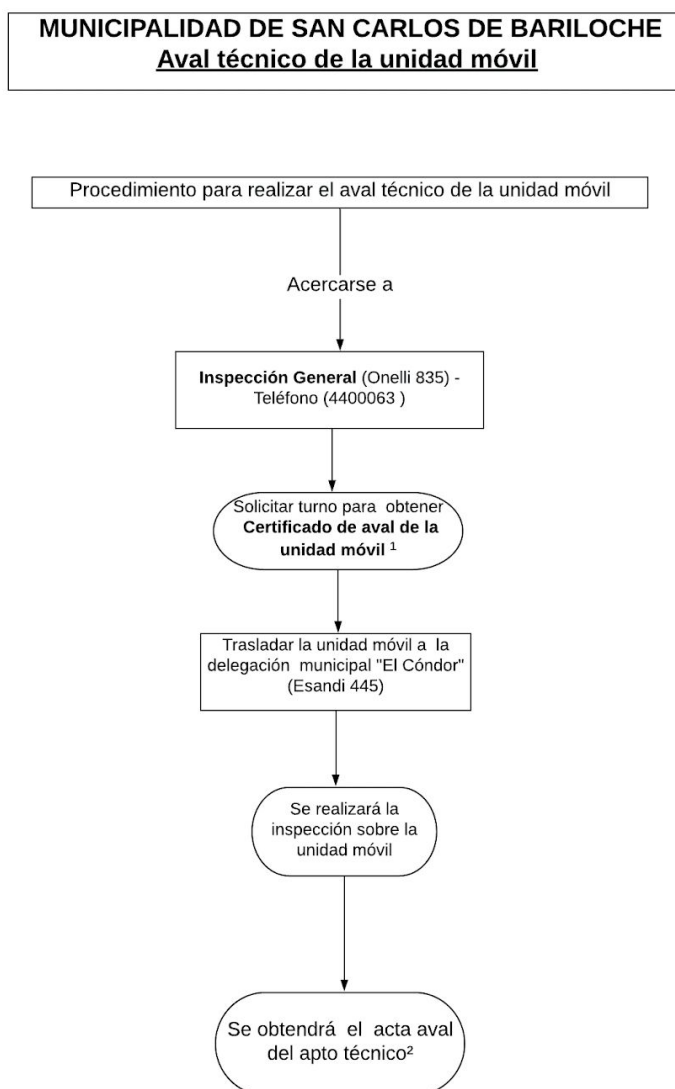 MUNICIPALIDAD DE SAN CARLOS DE BARILOCHE
Aval técnico de la unidad móvil
Procedimiento para realizar el aval técnico de la unidad móvil
Acercarse a
Inspección General (Onelli 835) -
Teléfono (4400063 )
Solicitar turno para obtener
Certificado de aval de la
unidad móvil ¹
Trasladar la unidad móvil a la
delegación municipal "El Cóndor"
(Esandi 445)
Se realizará la
inspección sobre la
unidad móvil
Se obtendrá el acta aval
del apto técnico²